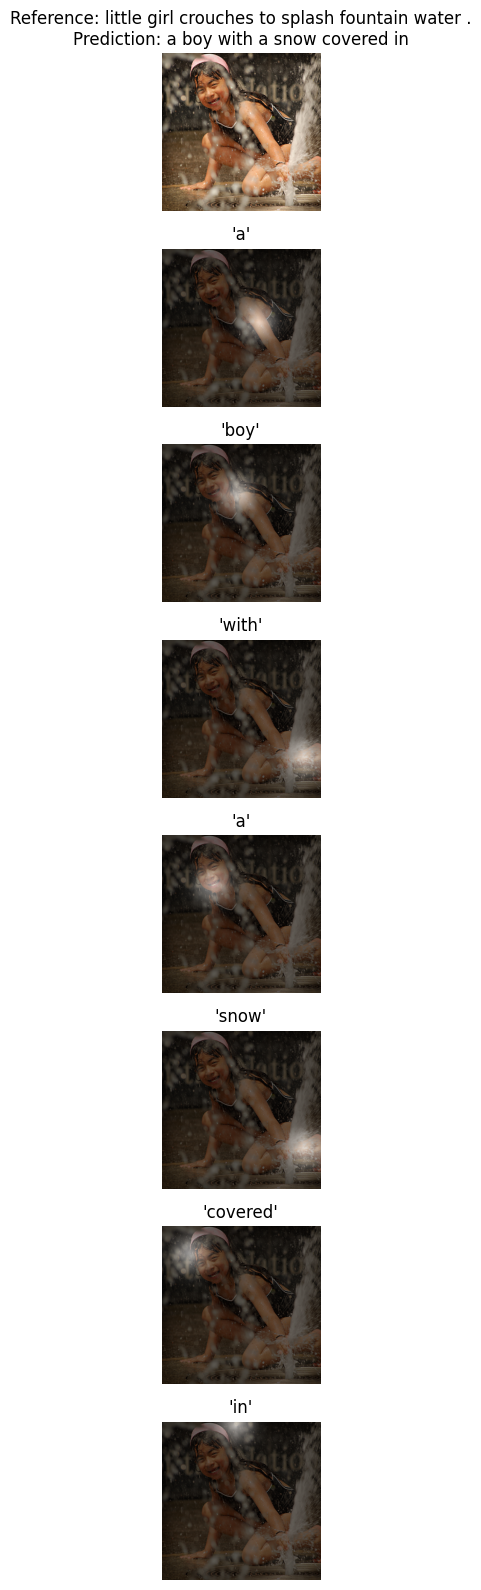 Reference: little girl crouches to splash fountain water .
Prediction: a boy with a snow covered in
'a'
'boy'
'with'
'a'
'snow'
'covered'
'in'